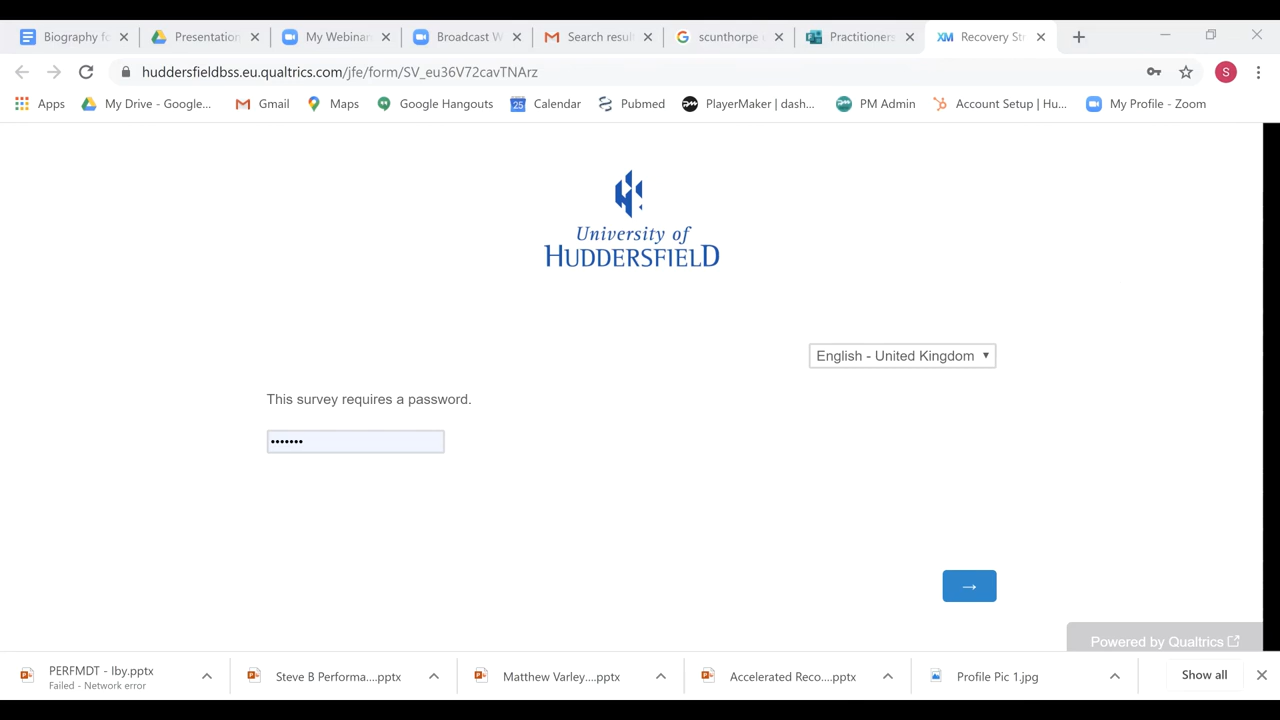 Biography fo
Presentation
My Webinar
Broadcast W
Search resul
scunthorpe u
Practitioners
Recovery Str
huddersfieldbss.eu.qualtrics.com/jfe/form/SV_eu36V72cavTNArz
S
Apps
My Drive - Google...
Gmail
Maps
Google Hangouts
25
Calendar
Pubmed
PlayerMaker | dash...
PM Admin
Account Setup | Hu...
My Profile - Zoom
University of
HUDDERSFIELD
English - United Kingdom
This survey requires a password.
•••••••
→
Powered by Qualtrics
PERFMDT - Iby.pptx
Failed - Network error
Steve B Performa....pptx
Matthew Varley....pptx
Accelerated Reco....pptx
Profile Pic 1.jpg
Show all